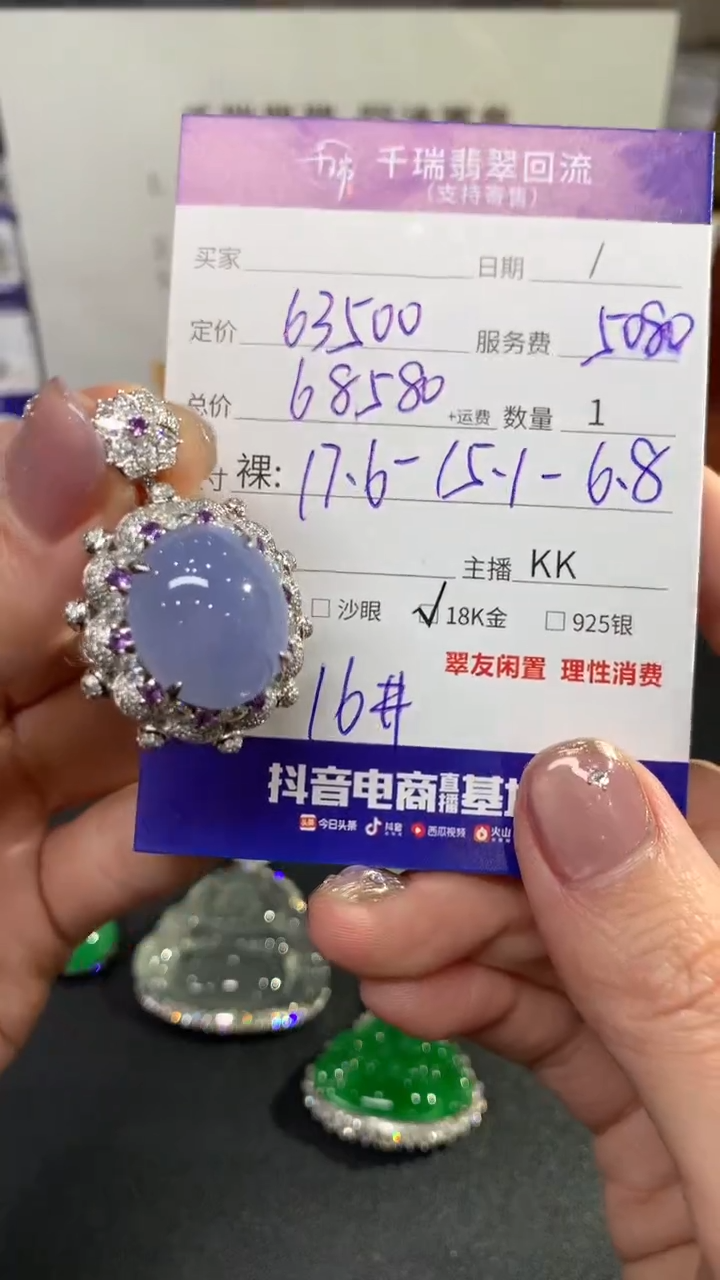 千瑞翡翠回流
(支持寄售)
买家 日期 /
定价 63500 服务费 5080
总价 68580 +运费 数量 1
寸 裸: 17.6-15.1-6.8
主播 KK
□ 沙眼 ✓ 18K金 □ 925银
翠友闲置 理性消费
16#
抖音电商直播基
今日头条 抖音 西瓜视频 火山